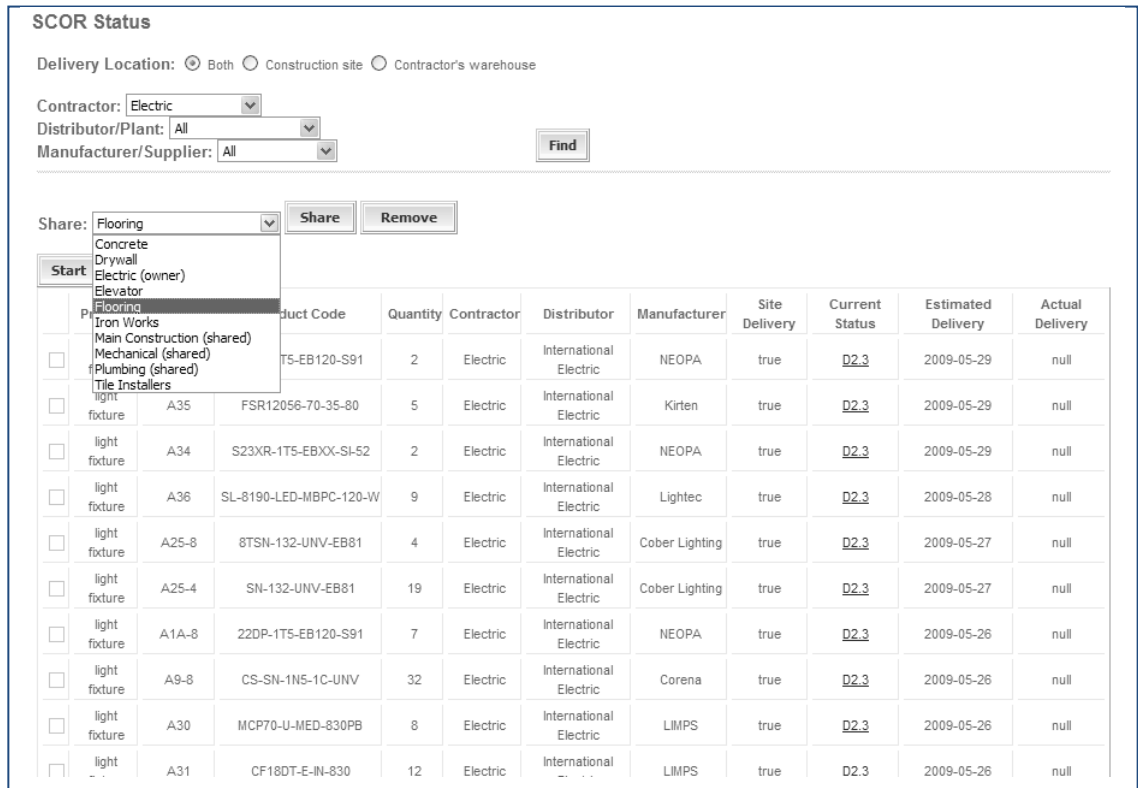 SCOR Status
Delivery Location: Both Construction site Contractor's warehouse
Contractor: Electric
Distributor/Plant: All
Manufacturer/Supplier: All
Find
Share: Flooring Share Remove
Concrete
Drywall
Start
Electric (owner)
Elevator
Flooring
Iron Works
Main Construction (shared)
Mechanical (shared)
Plumbing (shared)
Tile Installers
Quantity Contractor Distributor Manufacturer Site Delivery Current Status Estimated Delivery Actual Delivery
T5-EB120-S91 2 Electric International Electric NEOPA true D2.3 2009-05-29 null
light fixture A35 FSR12056-70-35-80 5 Electric International Electric Kirten true D2.3 2009-05-29 null
light fixture A34 S23XR-1T5-EBXX-SI-52 2 Electric International Electric NEOPA true D2.3 2009-05-29 null
light fixture A36 SL-8190-LED-MBPC-120-W 9 Electric International Electric Lightec true D2.3 2009-05-28 null
light fixture A25-8 8TSN-132-UNV-EB81 4 Electric International Electric Cober Lighting true D2.3 2009-05-27 null
light fixture A25-4 SN-132-UNV-EB81 19 Electric International Electric Cober Lighting true D2.3 2009-05-27 null
light fixture A1A-8 22DP-1T5-EB120-S91 7 Electric International Electric NEOPA true D2.3 2009-05-26 null
light fixture A9-8 CS-SN-1N5-1C-UNV 32 Electric International Electric Corena true D2.3 2009-05-26 null
light fixture A30 MCP70-U-MED-830PB 8 Electric International Electric LIMPS true D2.3 2009-05-26 null
light A31 CF18DT-E-IN-830 12 Electric International LIMPS true D2.3 2009-05-26 null